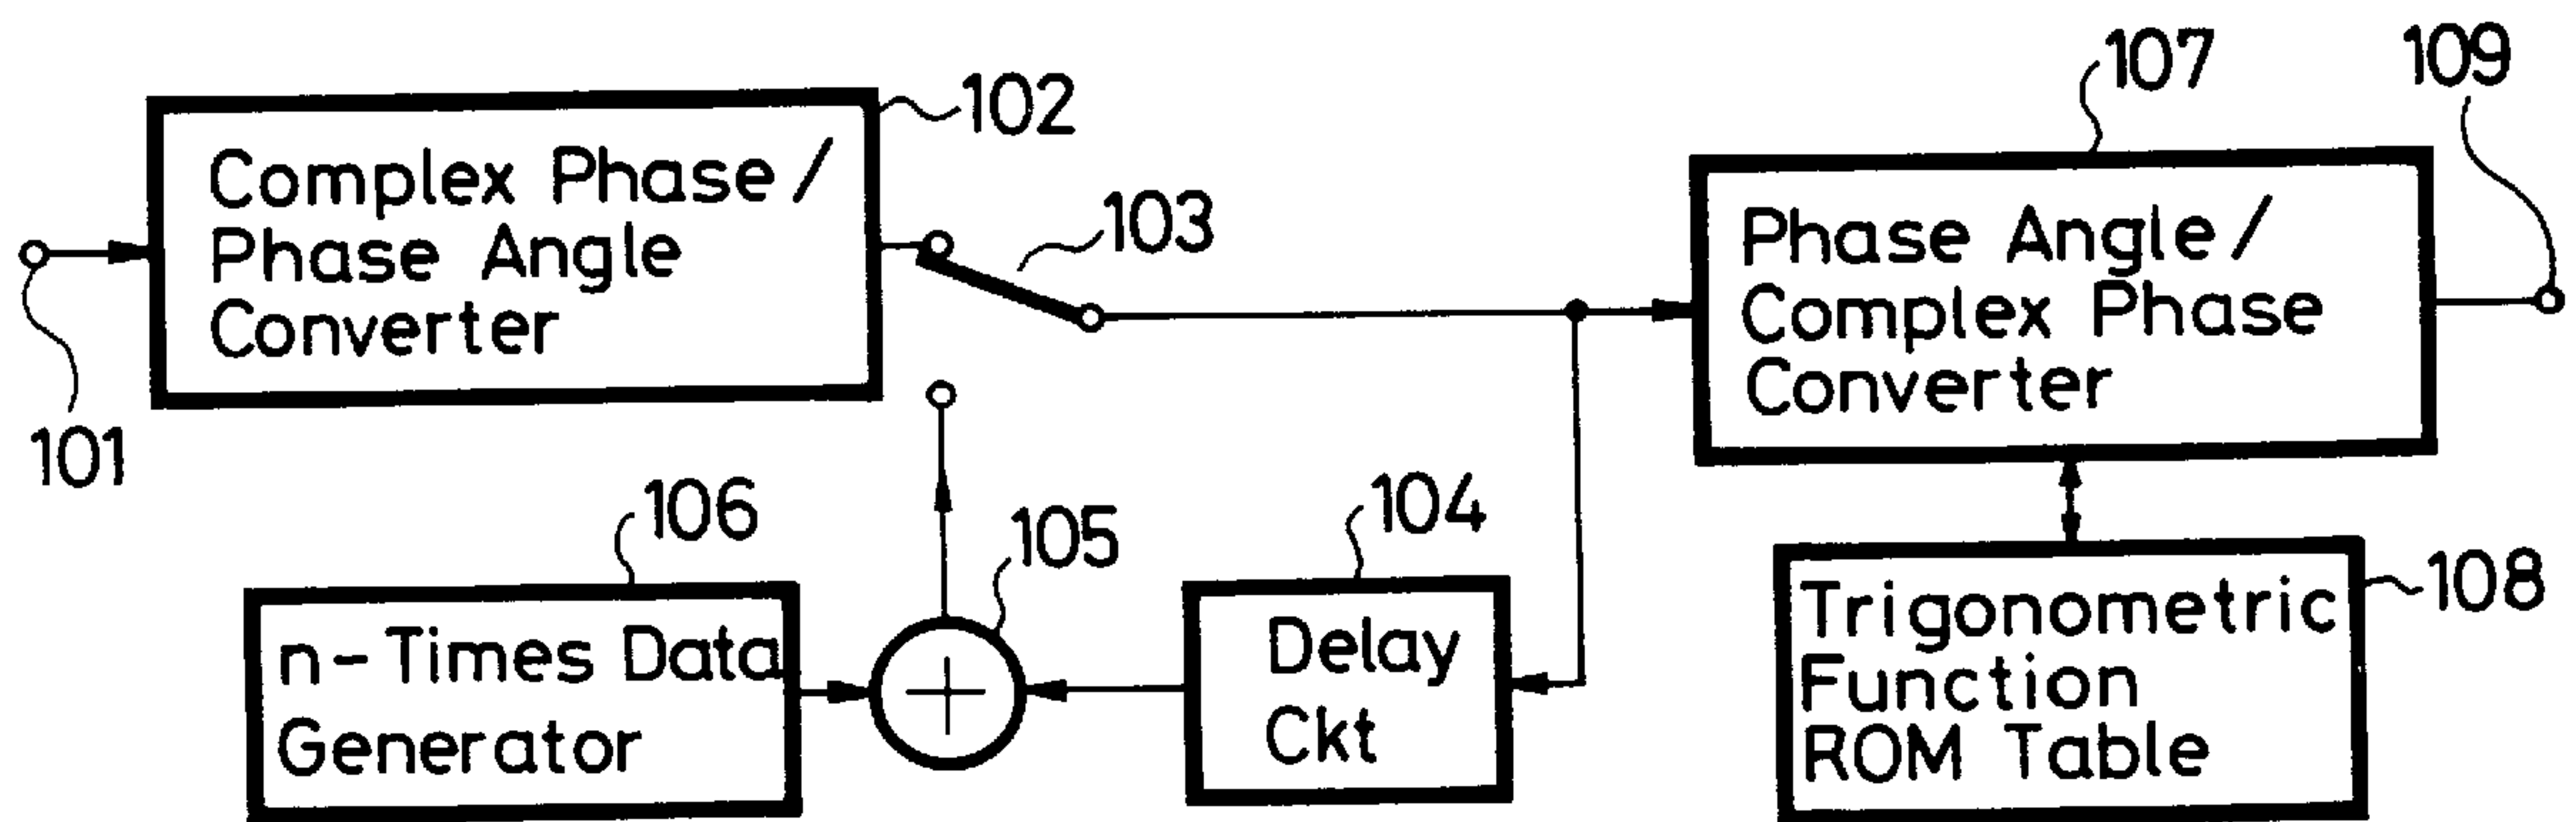 102
Complex Phase /
Phase Angle
Converter
101
103
107
109
Phase Angle /
Complex Phase
Converter
106
n-Times Data
Generator
105
104
Delay
Ckt
108
Trigonometric
Function
ROM Table